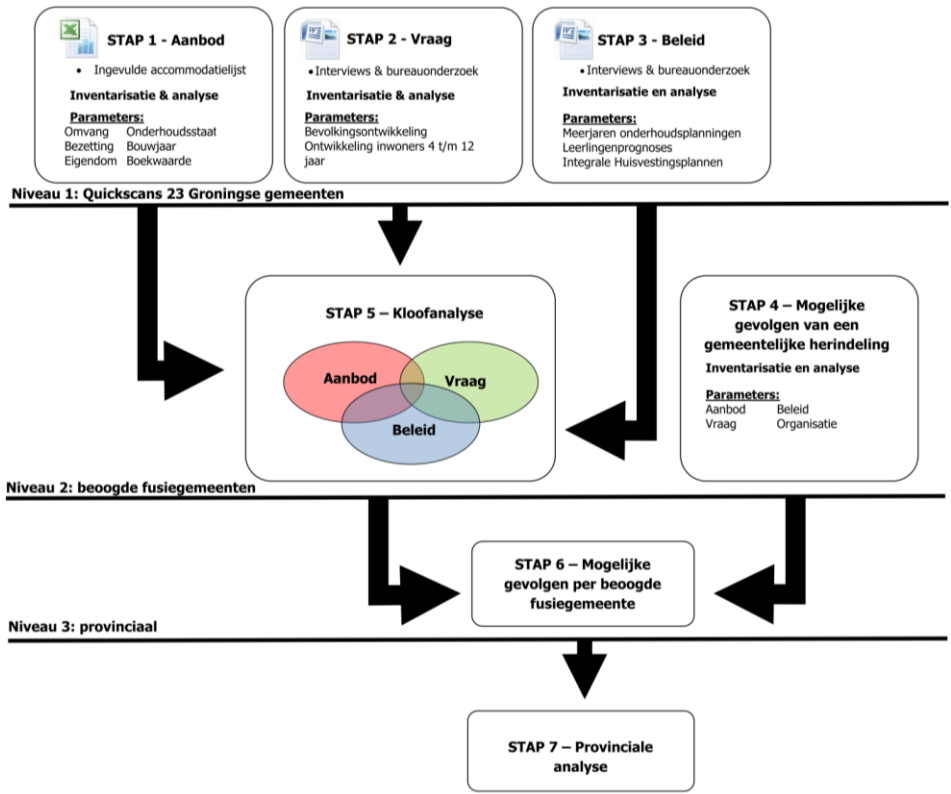 STAP 1 - Aanbod
• Ingevulde accommodatielijst
Inventarisatie & analyse
Parameters:
Omvang Onderhoudsstaat
Bezetting Bouwjaar
Eigendom Boekwaarde
STAP 2 - Vraag
• Interviews & bureauonderzoek
Inventarisatie & analyse
Parameters:
Bevolkingsontwikkeling
Ontwikkeling inwoners 4 t/m 12
jaar
STAP 3 - Beleid
• Interviews & bureauonderzoek
Inventarisatie en analyse
Parameters:
Meerjaren onderhoudsplanningen
Leerlingenprognoses
Integrale Huisvestingsplannen
Niveau 1: Quickscans 23 Groningse gemeenten
STAP 5 – Kloofanalyse
Aanbod
Vraag
Beleid
STAP 4 – Mogelijke
gevolgen van een
gemeentelijke herindeling
Inventarisatie en analyse
Parameters:
Aanbod Beleid
Vraag Organisatie
Niveau 2: beoogde fusiegemeenten
STAP 6 – Mogelijke
gevolgen per beoogde
fusiegemeente
Niveau 3: provinciaal
STAP 7 – Provinciale
analyse